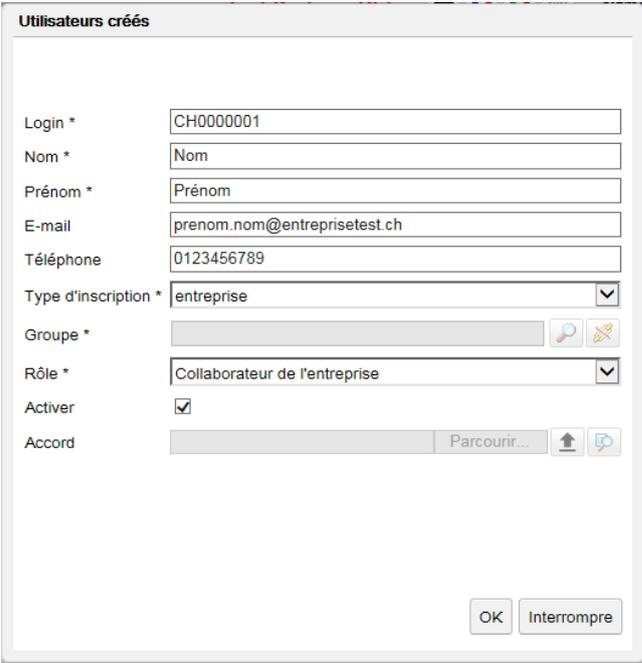 Utilisateurs créés
Login * CH0000001
Nom * Nom
Prénom * Prénom
E-mail prenom.nom@entreprisetest.ch
Téléphone 0123456789
Type d'inscription * entreprise
Groupe *
Rôle * Collaborateur de l'entreprise
Activer
Accord Parcourir...
OK Interrompre